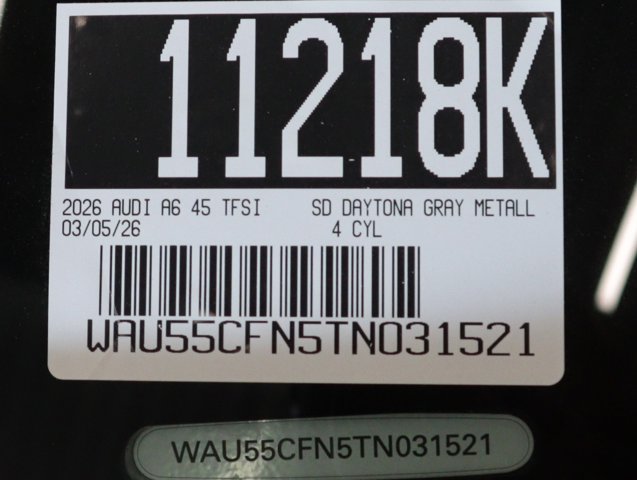 11218K
2026 AUDI A6 45 TFSI SD DAYTONA GRAY METALL
03/05/26 4 CYL
WAU55CFN5TN031521
WAU55CFN5TN031521